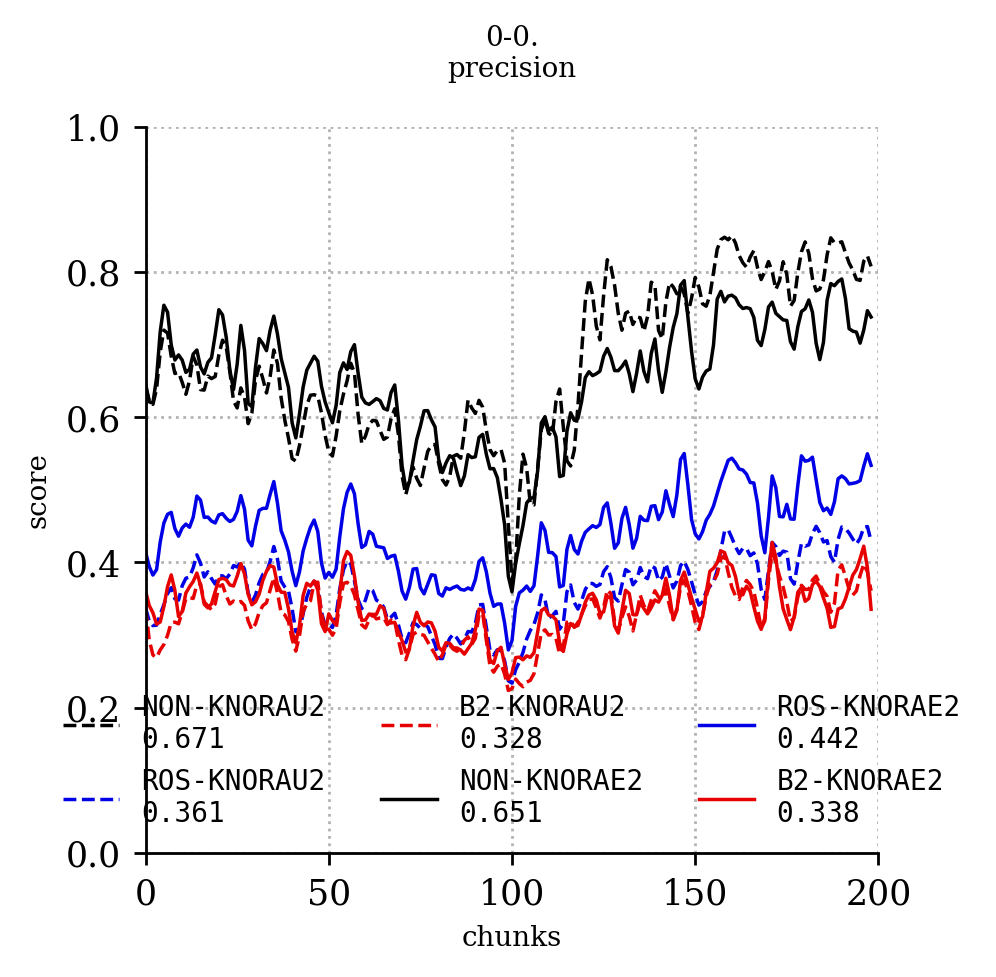 0-0.
precision
1.0
0.8
0.6
0.4
0.2
0.0
score
NON-KNORAU2
0.671
B2-KNORAU2
0.328
ROS-KNORAE2
0.442
ROS-KNORAU2
0.361
NON-KNORAE2
0.651
B2-KNORAE2
0.338
0 50 100 150 200
chunks